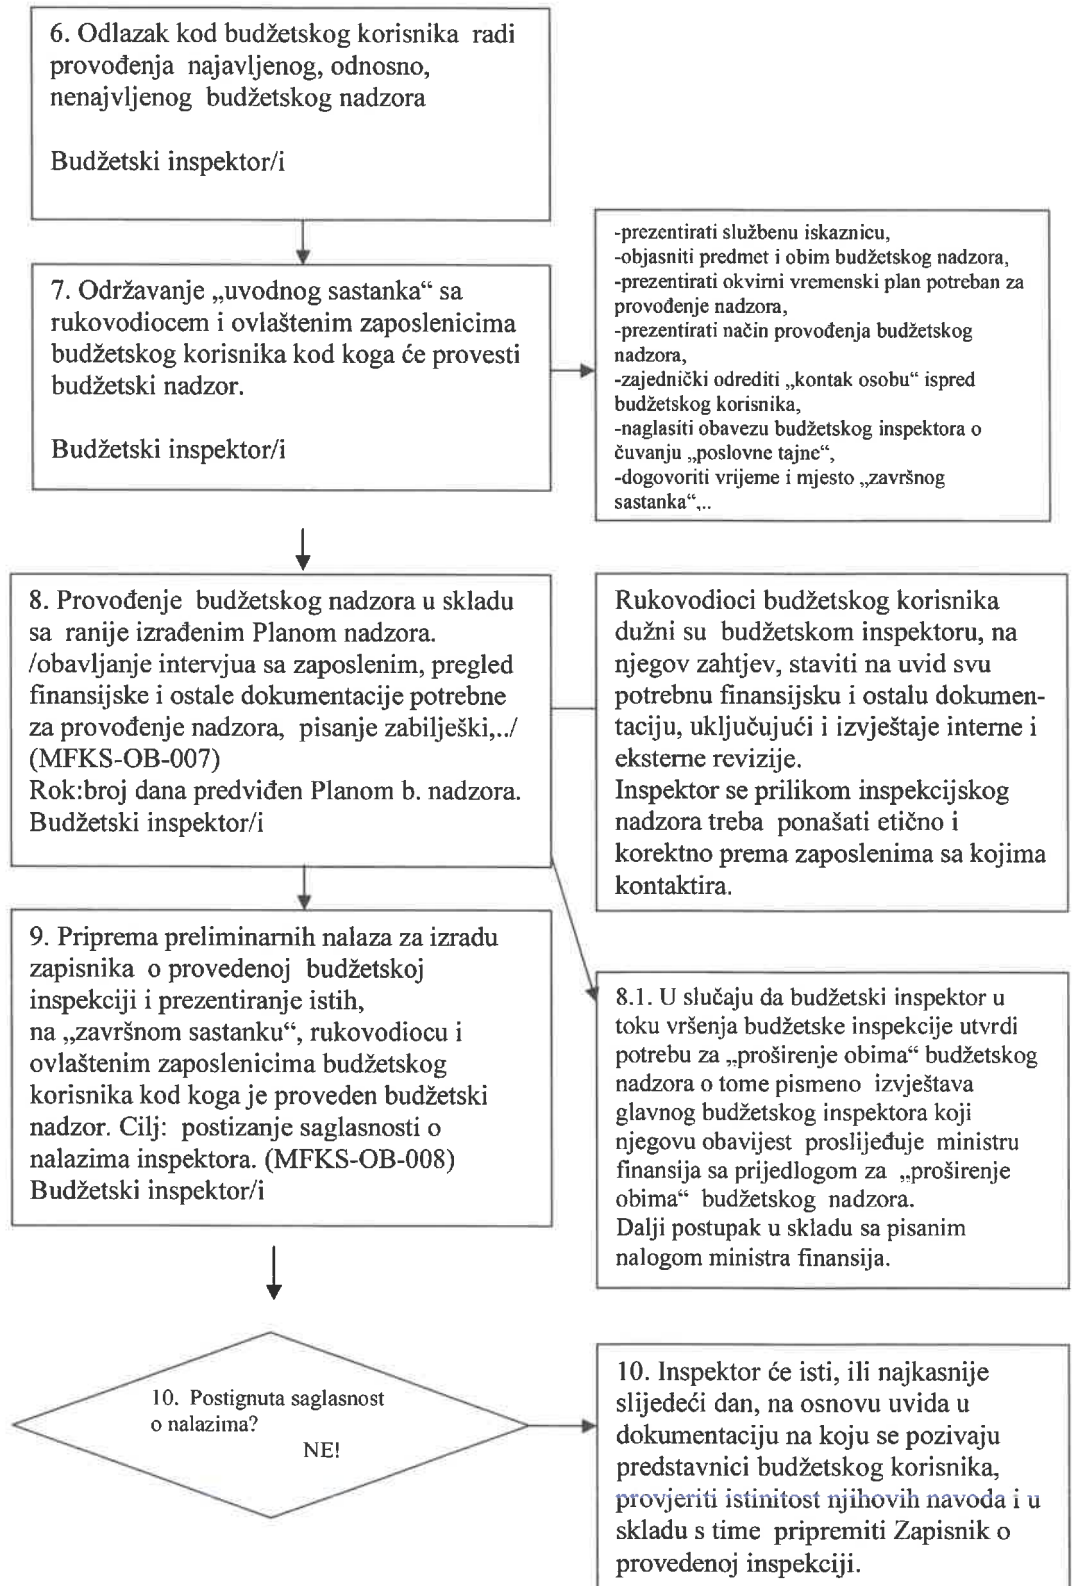 6. Odlazak kod budžetskog korisnika radi
provođenja najavljenog, odnosno,
nenajvljenog budžetskog nadzora
Budžetski inspektor/i
7. Održavanje „uvodnog sastanka“ sa
rukovodiocem i ovlaštenim zaposlenicima
budžetskog korisnika kod koga će provesti
budžetski nadzor.
Budžetski inspektor/i
-prezentirati službenu iskaznicu,
-objasniti predmet i obim budžetskog nadzora,
-prezentirati okvirni vremenski plan potreban za
provođenje nadzora,
-prezentirati način provođenja budžetskog
nadzora,
-zajednički odrediti „kontak osobu“ ispred
budžetskog korisnika,
-naglasiti obavezu budžetskog inspektora o
čuvanju „poslovne tajne“,
-dogovoriti vrijeme i mjesto „završnog
sastanka“,..
8. Provođenje budžetskog nadzora u skladu
sa ranije izrađenim Planom nadzora.
/obavljanje intervjua sa zaposlenim, pregled
finansijske i ostale dokumentacije potrebne
za provođenje nadzora, pisanje zabilješki,../
(MFKS-OB-007)
Rok:broj dana predviđen Planom b. nadzora.
Budžetski inspektor/i
Rukovodioci budžetskog korisnika
dužni su budžetskom inspektoru, na
njegov zahtjev, staviti na uvid svu
potrebnu finansijsku i ostalu dokumen-
taciju, uključujući i izvještaje interne i
eksterne revizije.
Inspektor se prilikom inspekcijskog
nadzora treba ponašati etično i
korektno prema zaposlenima sa kojima
kontaktira.
9. Priprema preliminarnih nalaza za izradu
zapisnika o provedenoj budžetskoj
inspekciji i prezentiranje istih,
na „završnom sastanku“, rukovodiocu i
ovlaštenim zaposlenicima budžetskog
korisnika kod koga je proveden budžetski
nadzor. Cilj: postizanje saglasnosti o
nalazima inspektora. (MFKS-OB-008)
Budžetski inspektor/i
8.1. U slučaju da budžetski inspektor u
toku vršenja budžetske inspekcije utvrdi
potrebu za „proširenje obima“ budžetskog
nadzora o tome pismeno izvještava
glavnog budžetskog inspektora koji
njegovu obavijest proslijeđuje ministru
finansija sa prijedlogom za „proširenje
obima“ budžetskog nadzora.
Dalji postupak u skladu sa pisanim
nalogom ministra finansija.
10. Postignuta saglasnost
o nalazima?
NE!
10. Inspektor će isti, ili najkasnije
slijedeći dan, na osnovu uvida u
dokumentaciju na koju se pozivaju
predstavnici budžetskog korisnika,
provjeriti istinitost njihovih navoda i u
skladu s time pripremiti Zapisnik o
provedenoj inspekciji.